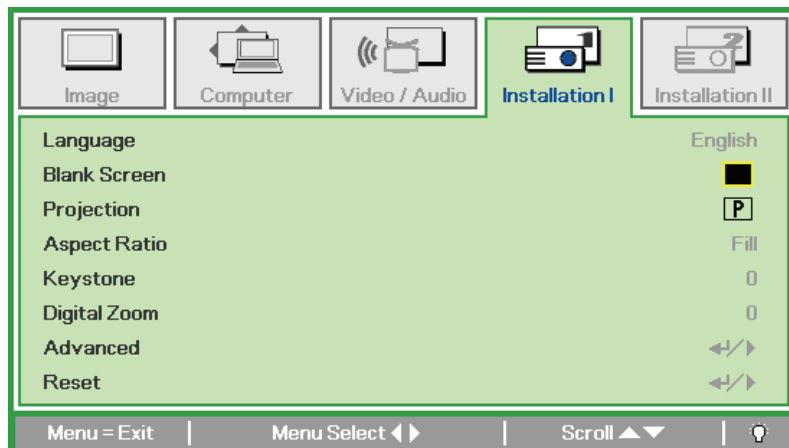 Image Computer Video / Audio Installation I Installation II
Language English
Blank Screen
Projection P
Aspect Ratio Fill
Keystone 0
Digital Zoom 0
Advanced
Reset
Menu = Exit Menu Select Scroll